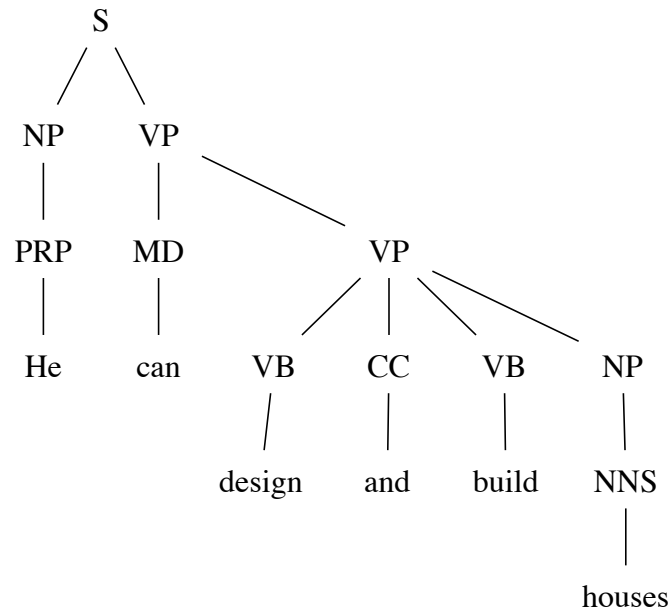 S
NP VP
PRP MD VP
He can VB CC VB NP
design and build NNS
houses